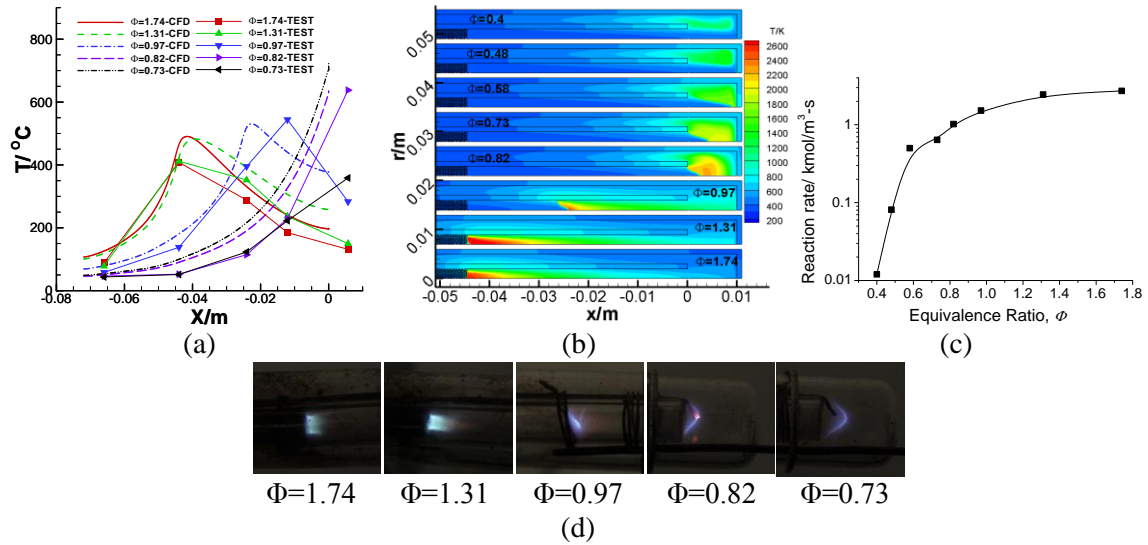 Φ=1.74-CFD Φ=1.74-TEST
Φ=1.31-CFD Φ=1.31-TEST
Φ=0.97-CFD Φ=0.97-TEST
Φ=0.82-CFD Φ=0.82-TEST
Φ=0.73-CFD Φ=0.73-TEST
800
600
400
200
0
T/°C
-0.08 -0.06 -0.04 -0.02 0
X/m
(a)
Φ=0.4
Φ=0.48
Φ=0.58
Φ=0.73
Φ=0.82
Φ=0.97
Φ=1.31
Φ=1.74
0.05
0.04
0.03
0.02
0.01
0
r/m
-0.05 -0.04 -0.03 -0.02 -0.01 0 0.01
x/m
T/K
2600
2400
2200
2000
1800
1600
1400
1200
1000
800
600
400
200
(b)
1
0.1
0.01
Reaction rate/ kmol/m³-s
0.4 0.6 0.8 1.0 1.2 1.4 1.6 1.8
Equivalence Ratio, Φ
(c)
Φ=1.74 Φ=1.31 Φ=0.97 Φ=0.82 Φ=0.73
(d)